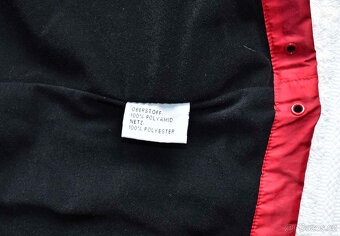 OBERSTOFF
100% POLYAMID
NETZ
100% POLYESTER